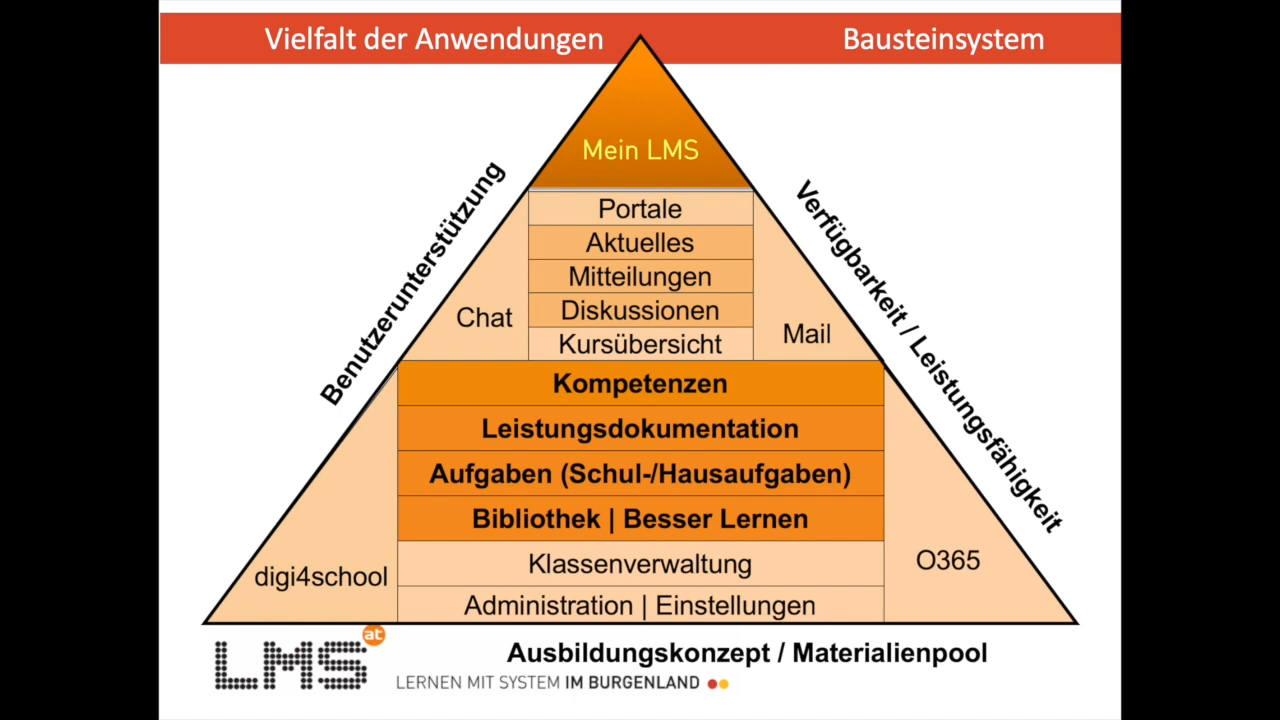 Vielfalt der Anwendungen
Bausteinsystem
Mein LMS
Benutzerunterstützung
Verfügbarkeit / Leistungsfähigkeit
Portale
Aktuelles
Mitteilungen
Diskussionen
Kursübersicht
Chat
Mail
Kompetenzen
Leistungsdokumentation
Aufgaben (Schul-/Hausaufgaben)
Bibliothek | Besser Lernen
Klassenverwaltung
Administration | Einstellungen
digi4school
O365
LMS at
Ausbildungskonzept / Materialienpool
LERNEN MIT SYSTEM IM BURGENLAND